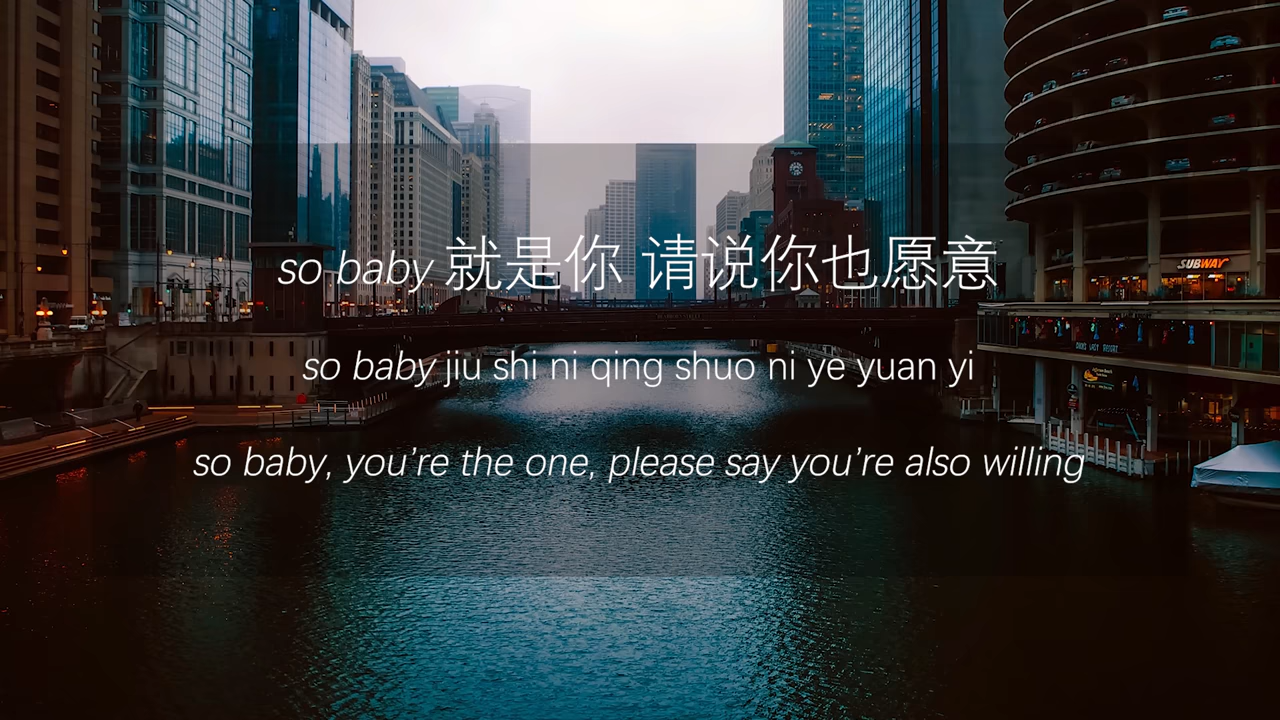 SUBWAY
so baby 就是你 请说你也愿意
so baby jiu shi ni qing shuo ni ye yuan yi
so baby, you’re the one, please say you’re also willing